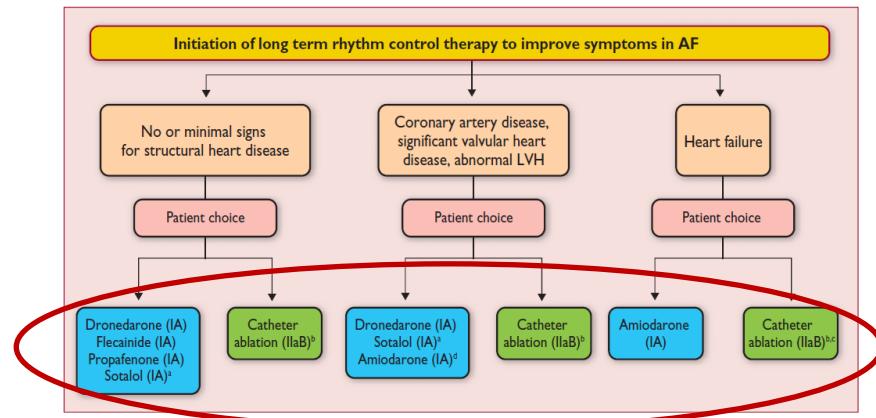 Initiation of long term rhythm control therapy to improve symptoms in AF
No or minimal signs
for structural heart disease
Coronary artery disease,
significant valvular heart
disease, abnormal LVH
Heart failure
Patient choice
Patient choice
Patient choice
Dronedarone (IA)
Flecainide (IA)
Propafenone (IA)
Sotalol (IA)ᵃ
Catheter
ablation (IIaB)ᵇ
Dronedarone (IA)
Sotalol (IA)ᵃ
Amiodarone (IA)ᵈ
Catheter
ablation (IIaB)ᵇ
Amiodarone
(IA)
Catheter
ablation (IIaB)ᵇ,ᶜ